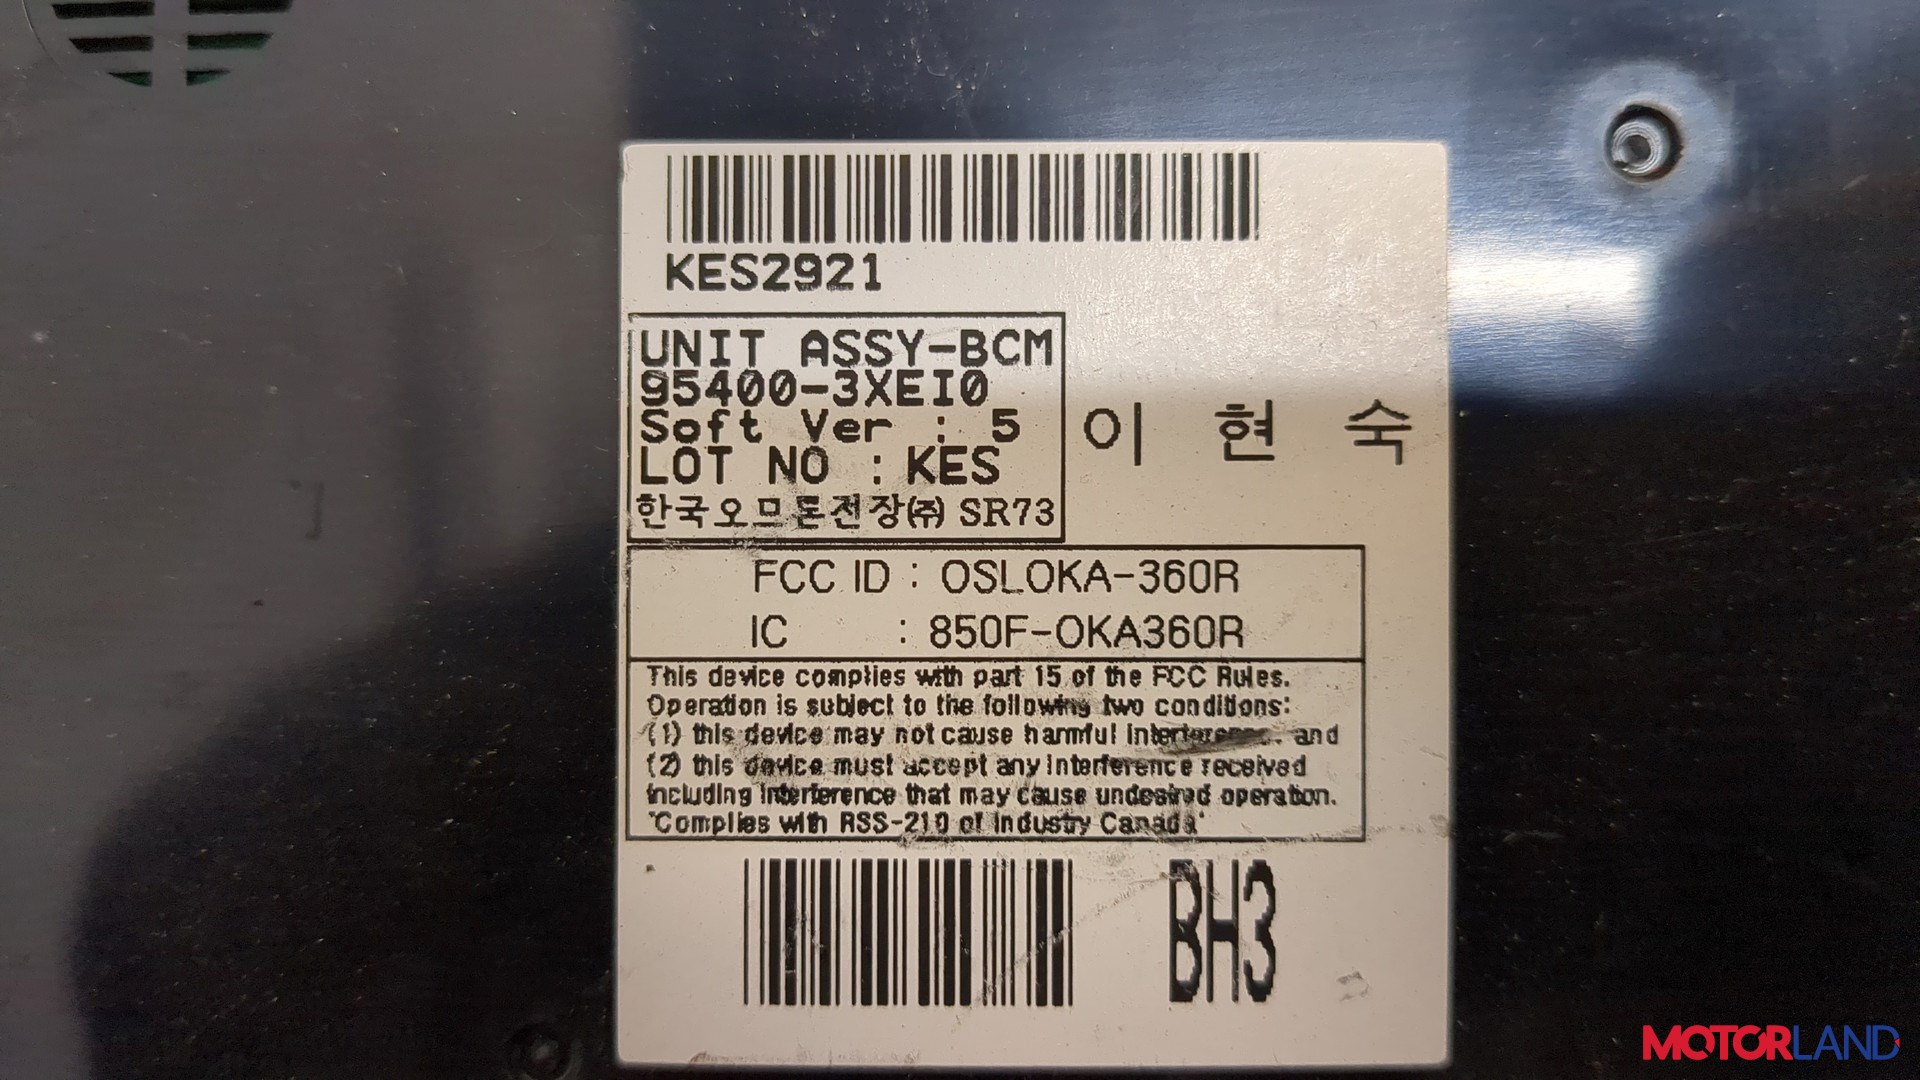 KES2921
UNIT ASSY-BCM
95400-3XEI0
Soft Ver : 5
이 현 숙
LOT NO : KES
한국오므론전장㈜ SR73
FCC ID : OSLOKA-360R
IC : 850F-OKA360R
This device complies with part 15 of the FCC Rules.
Operation is subject to the following two conditions:
(1) this device may not cause harmful interference. and
(2) this device must accept any interference received
including interference that may cause undesired operation.
"Complies with RSS-210 of Industry Canada"
BH3
MOTORLAND